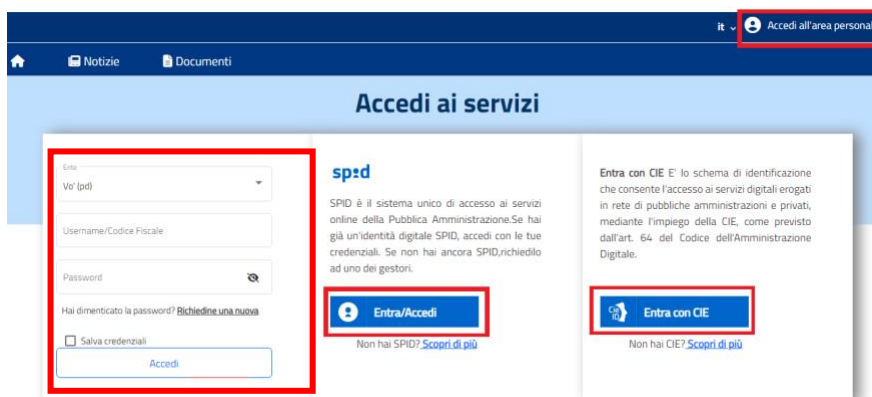 it
Accedi all'area personal
Notizie
Documenti
Accedi ai servizi
Ente
Vo' (pd)
Username/Codice Fiscale
Password
Hai dimenticato la password? Richiedine una nuova
Salva credenziali
Accedi
spid
SPID è il sistema unico di accesso ai servizi
online della Pubblica Amministrazione.Se hai
già un'identità digitale SPID, accedi con le tue
credenziali. Se non hai ancora SPID,richiedilo
ad uno dei gestori.
Entra/Accedi
Non hai SPID? Scopri di più
Entra con CIE E' lo schema di identificazione
che consente l'accesso ai servizi digitali erogati
in rete di pubbliche amministrazioni e privati,
mediante l'impiego della CIE, come previsto
dall'art. 64 del Codice dell'Amministrazione
Digitale.
Entra con CIE
Non hai CIE? Scopri di più